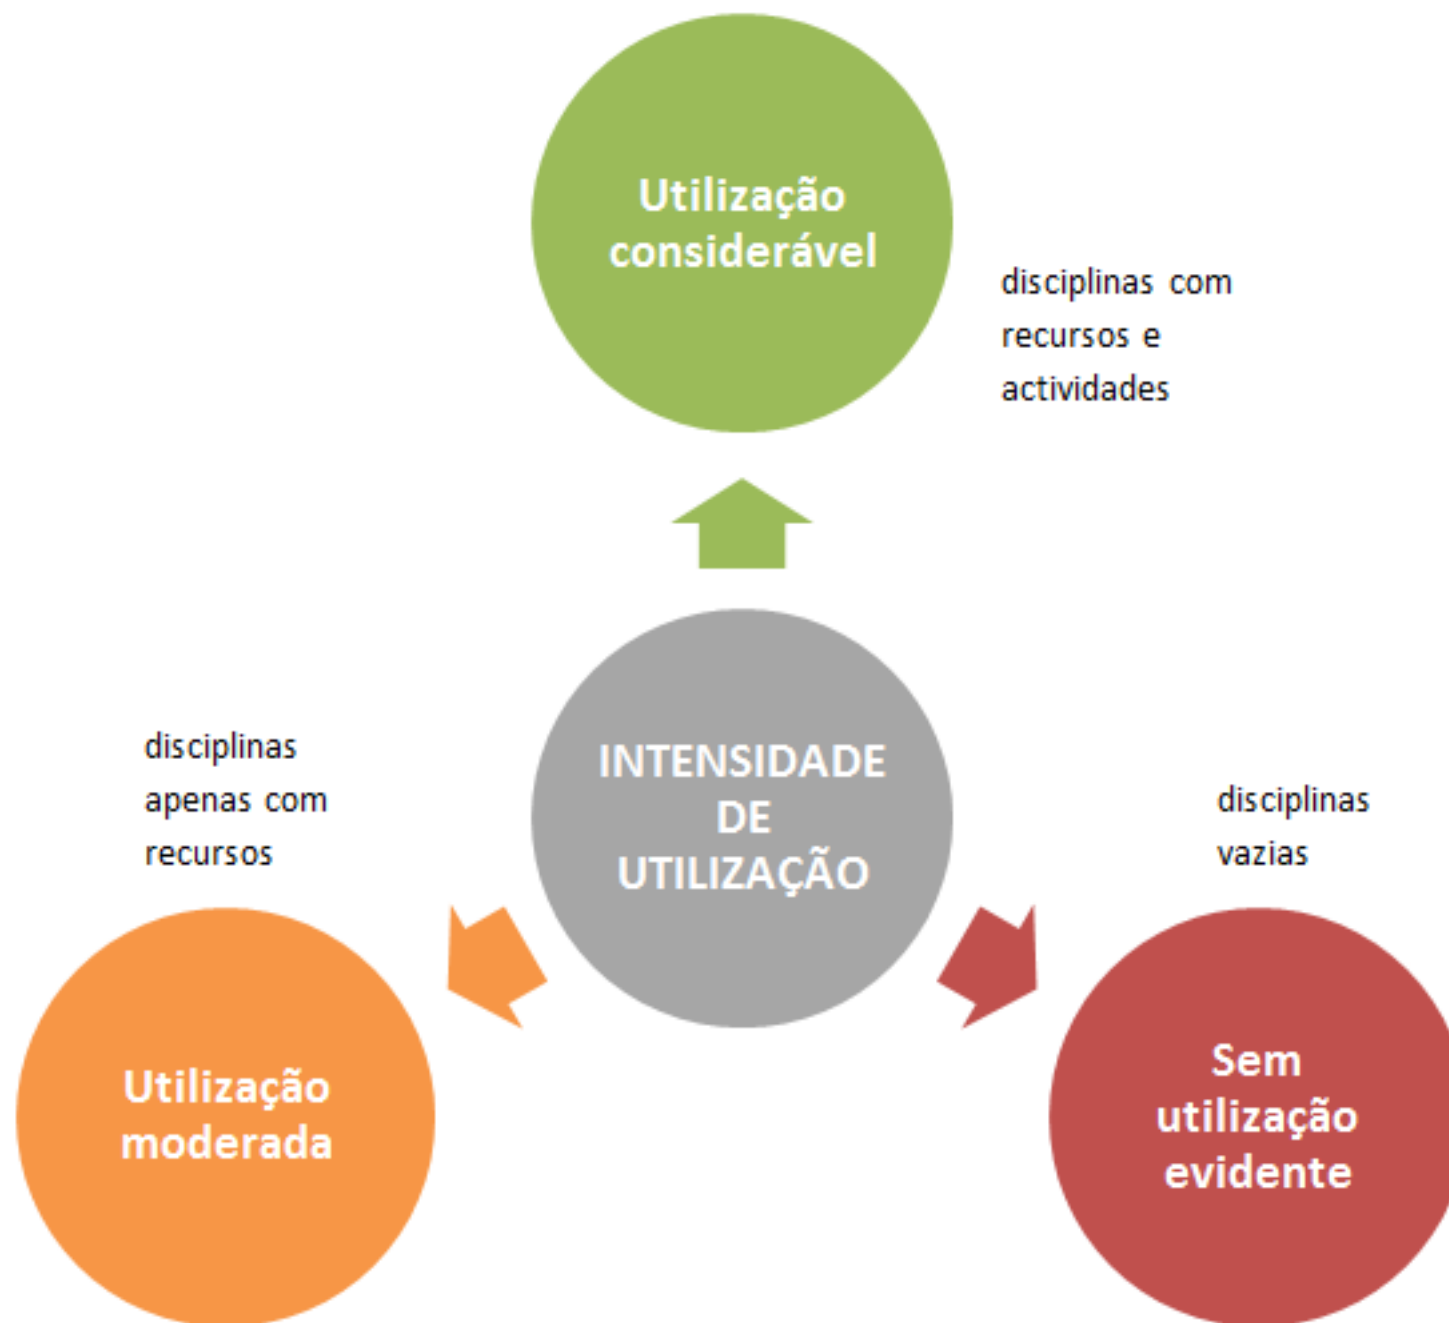 Utilização
considerável
disciplinas com
recursos e
actividades
INTENSIDADE
DE
UTILIZAÇÃO
disciplinas
apenas com
recursos
disciplinas
vazias
Utilização
moderada
Sem
utilização
evidente